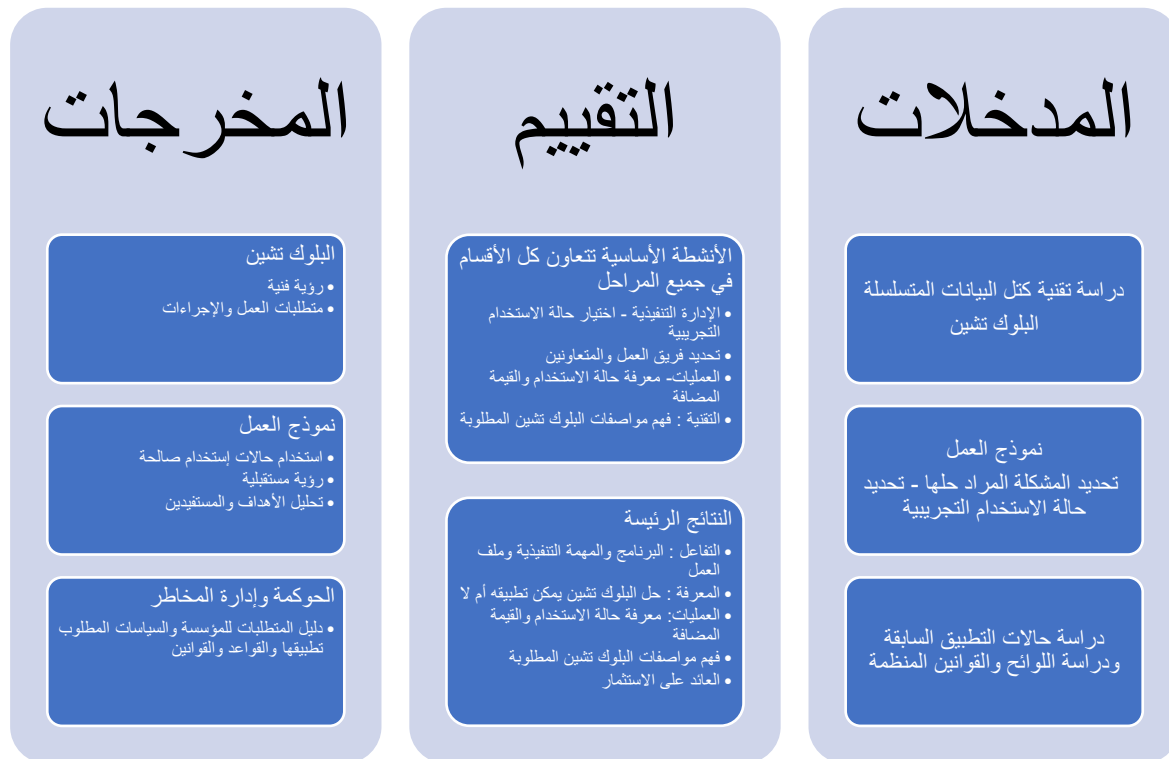 المدخلات
دراسة تقنية كتل البيانات المتسلسلة
البلوك تشين
نموذج العمل
تحديد المشكلة المراد حلها - تحديد
حالة الاستخدام التجريبية
دراسة حالات التطبيق السابقة
ودراسة اللوائح والقوانين المنظمة
التقييم
الأنشطة الأساسية تتعاون كل الأقسام
في جميع المراحل
• الإدارة التنفيذية - اختيار حالة الاستخدام
التجريبية
• تحديد فريق العمل والمتعاونين
• العمليات- معرفة حالة الاستخدام والقيمة
المضافة
• التقنية : فهم مواصفات البلوك تشين المطلوبة
النتائج الرئيسة
• التفاعل : البرنامج والمهمة التنفيذية وملف
العمل
• المعرفة : حل البلوك تشين يمكن تطبيقه أم لا
• العمليات: معرفة حالة الاستخدام والقيمة
المضافة
• فهم مواصفات البلوك تشين المطلوبة
• العائد على الاستثمار
المخرجات
البلوك تشين
• رؤية فنية
• متطلبات العمل والإجراءات
نموذج العمل
• استخدام حالات إستخدام صالحة
• رؤية مستقبلية
• تحليل الأهداف والمستفيدين
الحوكمة وإدارة المخاطر
• دليل المتطلبات للمؤسسة والسياسات المطلوب
تطبيقها والقواعد والقوانين